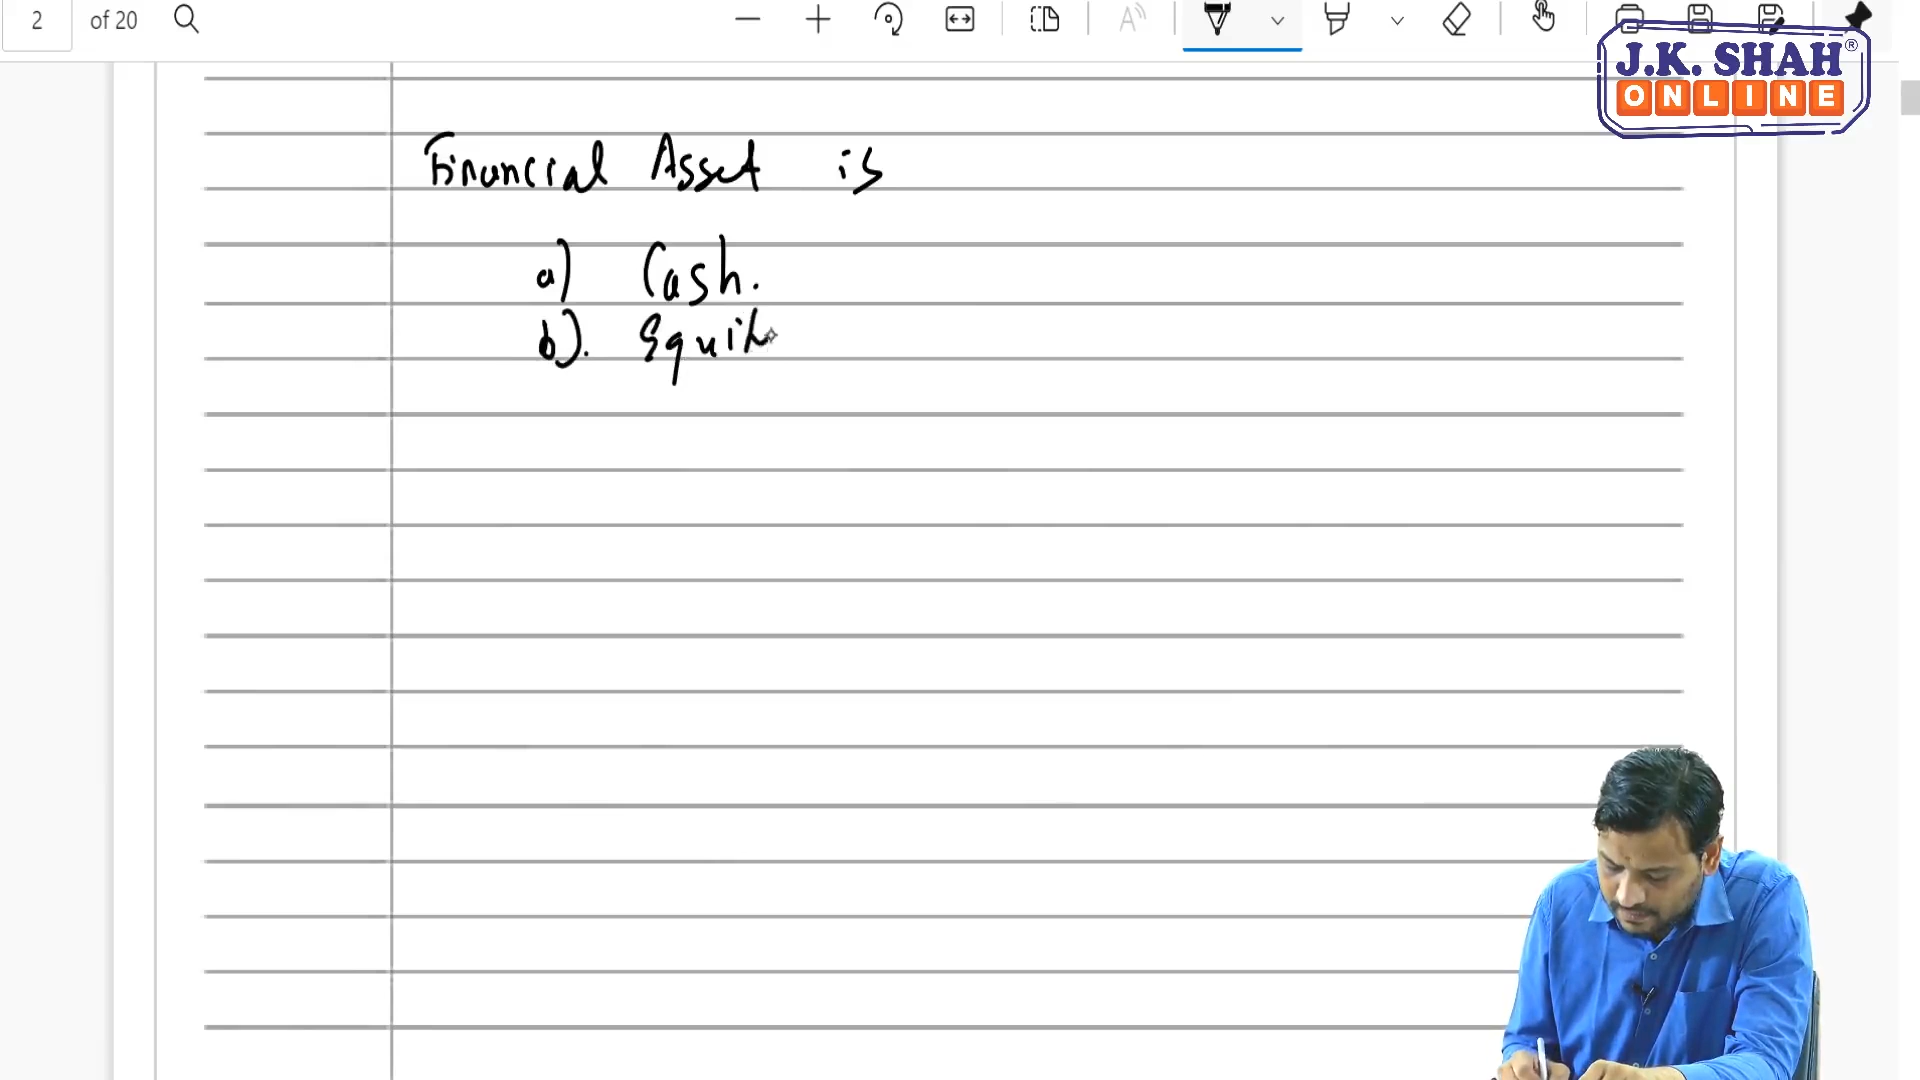 2 of 20
J.K. SHAH®
ONLINE
Financial Asset is
a) Cash.
b). Equit